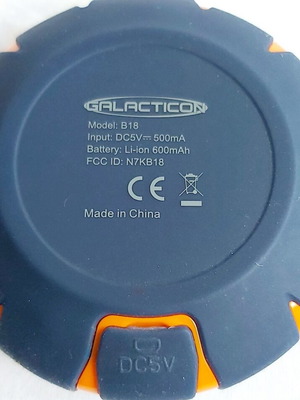 GALACTICON
Model: B18
Input: DC5V⎓500mA
Battery: Li-ion 600mAh
FCC ID: N7KB18
CE
Made in China
DC5V